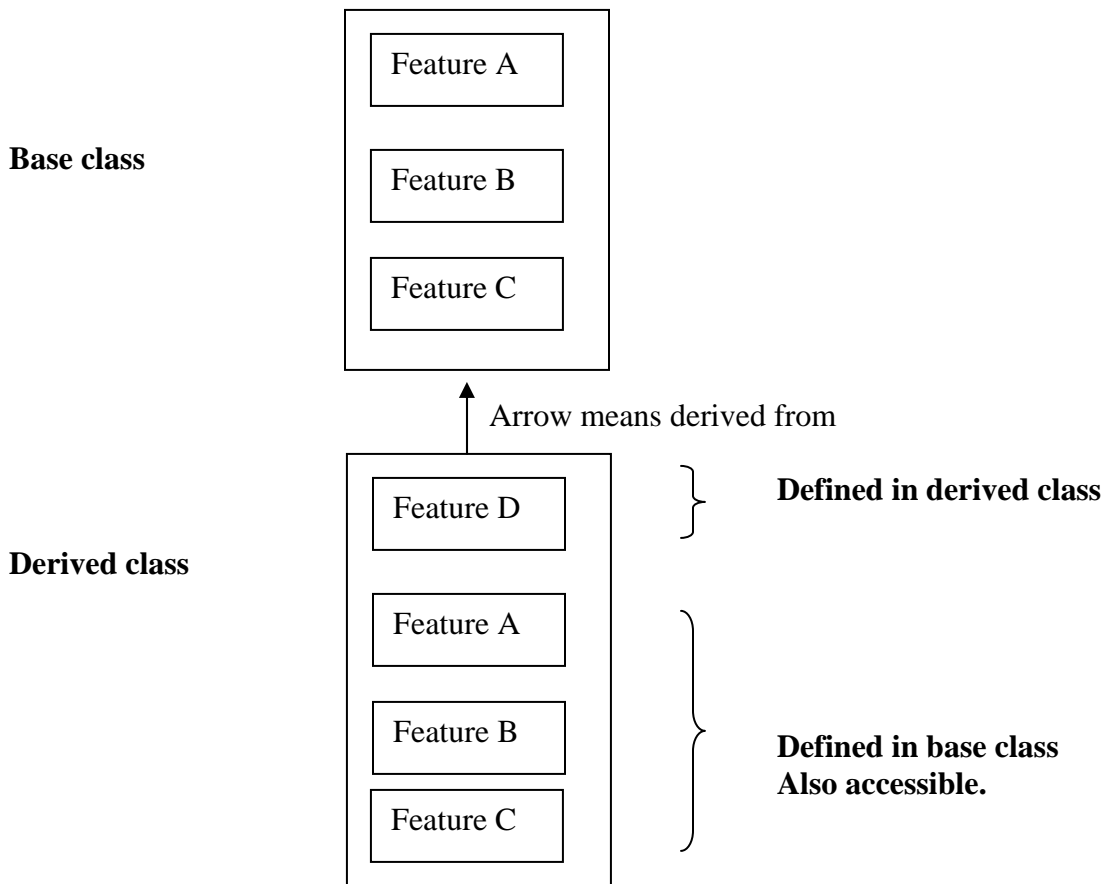 Feature A
Base class
Feature B
Feature C
Arrow means derived from
Feature D
Defined in derived class
Derived class
Feature A
Feature B
Defined in base class
Also accessible.
Feature C